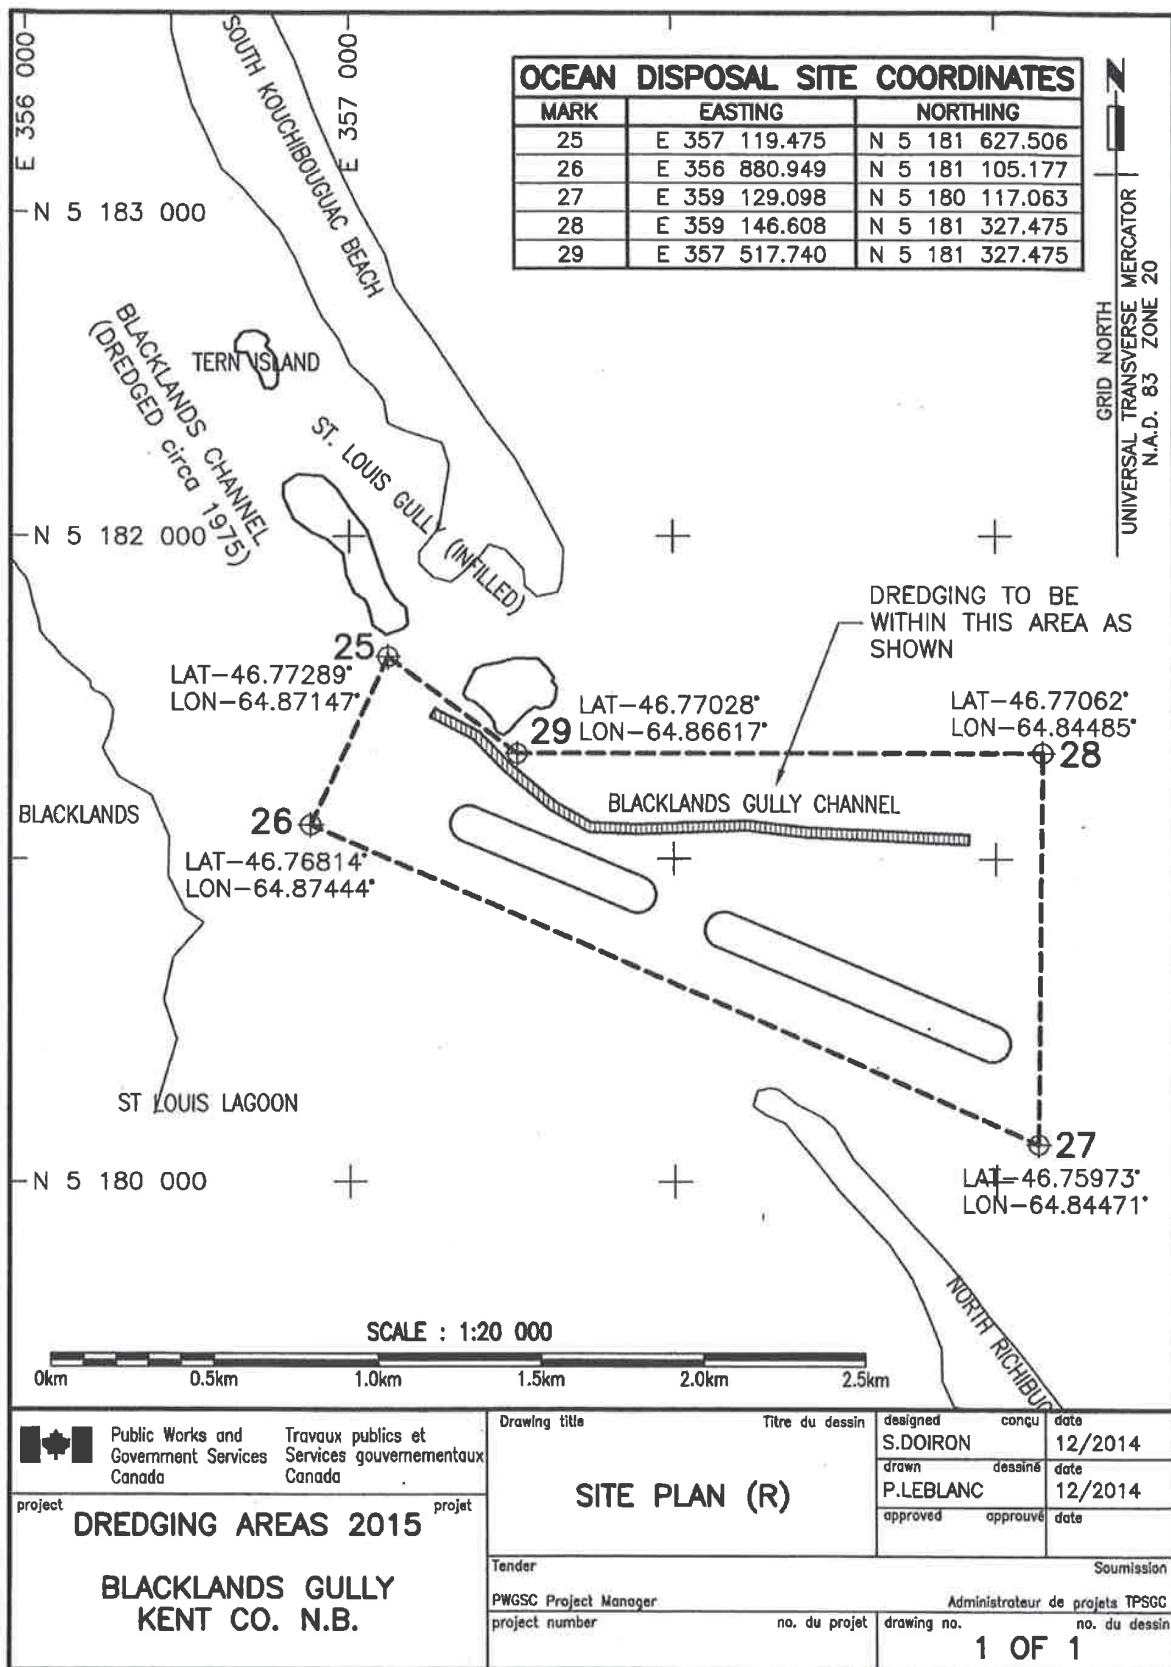 E 356 000
E 357 000
SOUTH KOUCHIBOUGUAC BEACH
OCEAN DISPOSAL SITE COORDINATES
MARK EASTING NORTHING
25 E 357 119.475 N 5 181 627.506
26 E 356 880.949 N 5 181 105.177
27 E 359 129.098 N 5 180 117.063
28 E 359 146.608 N 5 181 327.475
29 E 357 517.740 N 5 181 327.475
N
GRID NORTH
UNIVERSAL TRANSVERSE MERCATOR
N.A.D. 83 ZONE 20
N 5 183 000
TERN ISLAND
BLACKLANDS CHANNEL
(DREDGED circa 1975)
ST. LOUIS GULLY (INFILLED)
N 5 182 000
DREDGING TO BE
WITHIN THIS AREA AS
SHOWN
25
LAT-46.77289°
LON-64.87147°
29
LAT-46.77028°
LON-64.86617°
LAT-46.77062°
LON-64.84485°
28
BLACKLANDS
BLACKLANDS GULLY CHANNEL
26
LAT-46.76814°
LON-64.87444°
ST LOUIS LAGOON
27
LAT-46.75973°
LON-64.84471°
N 5 180 000
NORTH RICHIBUC
SCALE : 1:20 000
0km 0.5km 1.0km 1.5km 2.0km 2.5km
Public Works and
Government Services
Canada
Travaux publics et
Services gouvernementaux
Canada
project projet
DREDGING AREAS 2015
BLACKLANDS GULLY
KENT CO. N.B.
Drawing title Titre du dessin
SITE PLAN (R)
designed conçu date
S.DOIRON 12/2014
drawn dessiné date
P.LEBLANC 12/2014
approved approuvé date
Tender Soumission
PWGSC Project Manager Administrateur de projets TPSGC
project number no. du projet
drawing no. no. du dessin
1 OF 1